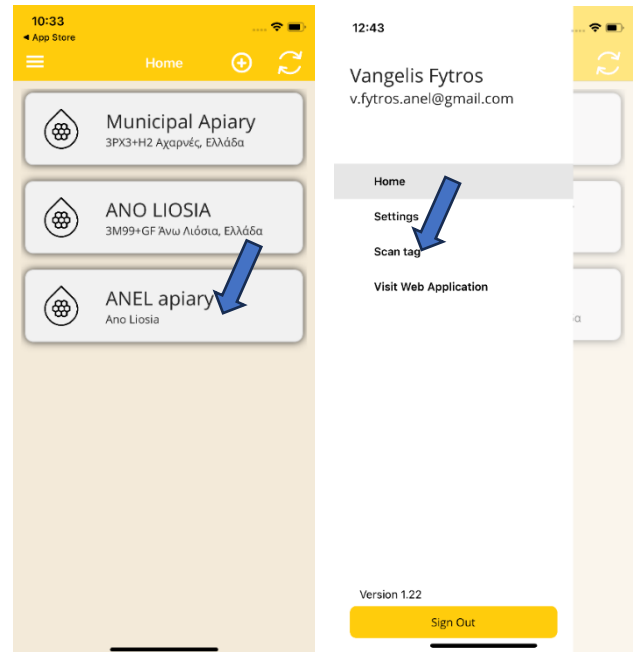 10:33
◀ App Store
Home
Municipal Apiary
3PX3+H2 Αχαρνές, Ελλάδα
ANO LIOSIA
3M99+GF Άνω Λιόσια, Ελλάδα
ANEL apiary
Ano Liosia
12:43
Vangelis Fytros
v.fytros.anel@gmail.com
Home
Settings
Scan tag
Visit Web Application
α
Version 1.22
Sign Out